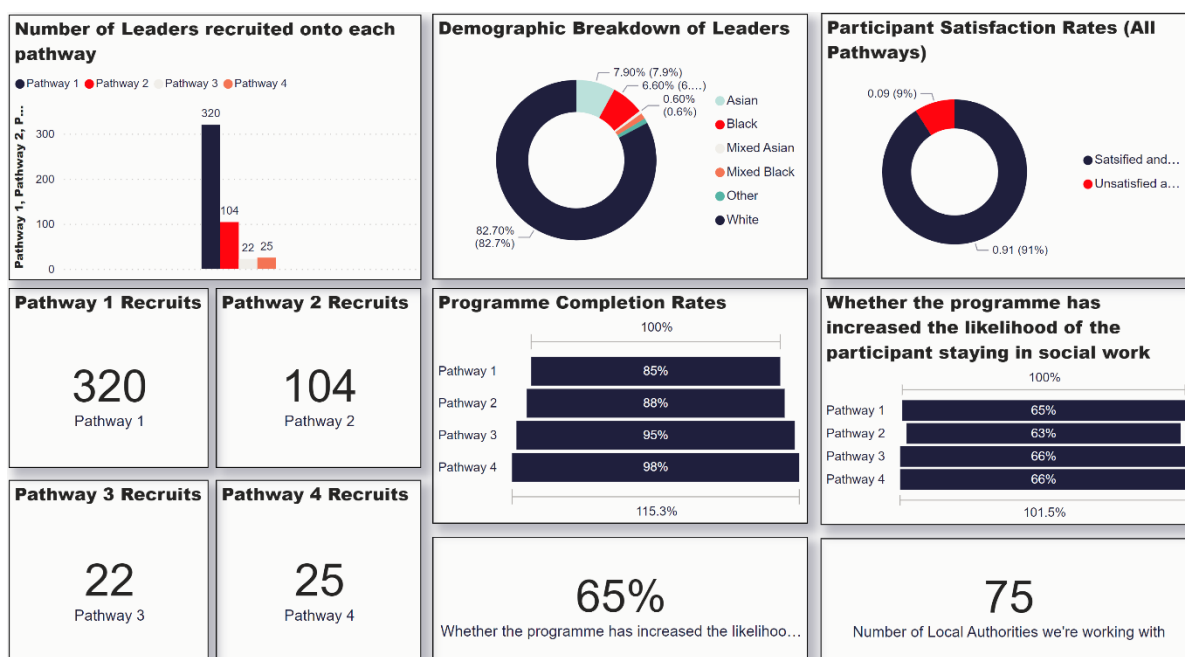 Number of Leaders recruited onto each
pathway
Pathway 1 Pathway 2 Pathway 3 Pathway 4
Pathway 1, Pathway 2, P...
300
200
100
0
320
104
22
25
Demographic Breakdown of Leaders
7.90% (7.9%)
6.60% (6....)
0.60%
(0.6%)
82.70%
(82.7%)
Asian
Black
Mixed Asian
Mixed Black
Other
White
Participant Satisfaction Rates (All
Pathways)
0.09 (9%)
0.91 (91%)
Satsified and...
Unsatisfied a...
Pathway 1 Recruits
320
Pathway 1
Pathway 2 Recruits
104
Pathway 2
Programme Completion Rates
100%
Pathway 1 85%
Pathway 2 88%
Pathway 3 95%
Pathway 4 98%
115.3%
Whether the programme has
increased the likelihood of the
participant staying in social work
100%
Pathway 1 65%
Pathway 2 63%
Pathway 3 66%
Pathway 4 66%
101.5%
Pathway 3 Recruits
22
Pathway 3
Pathway 4 Recruits
25
Pathway 4
65%
Whether the programme has increased the likelihoo...
75
Number of Local Authorities we're working with